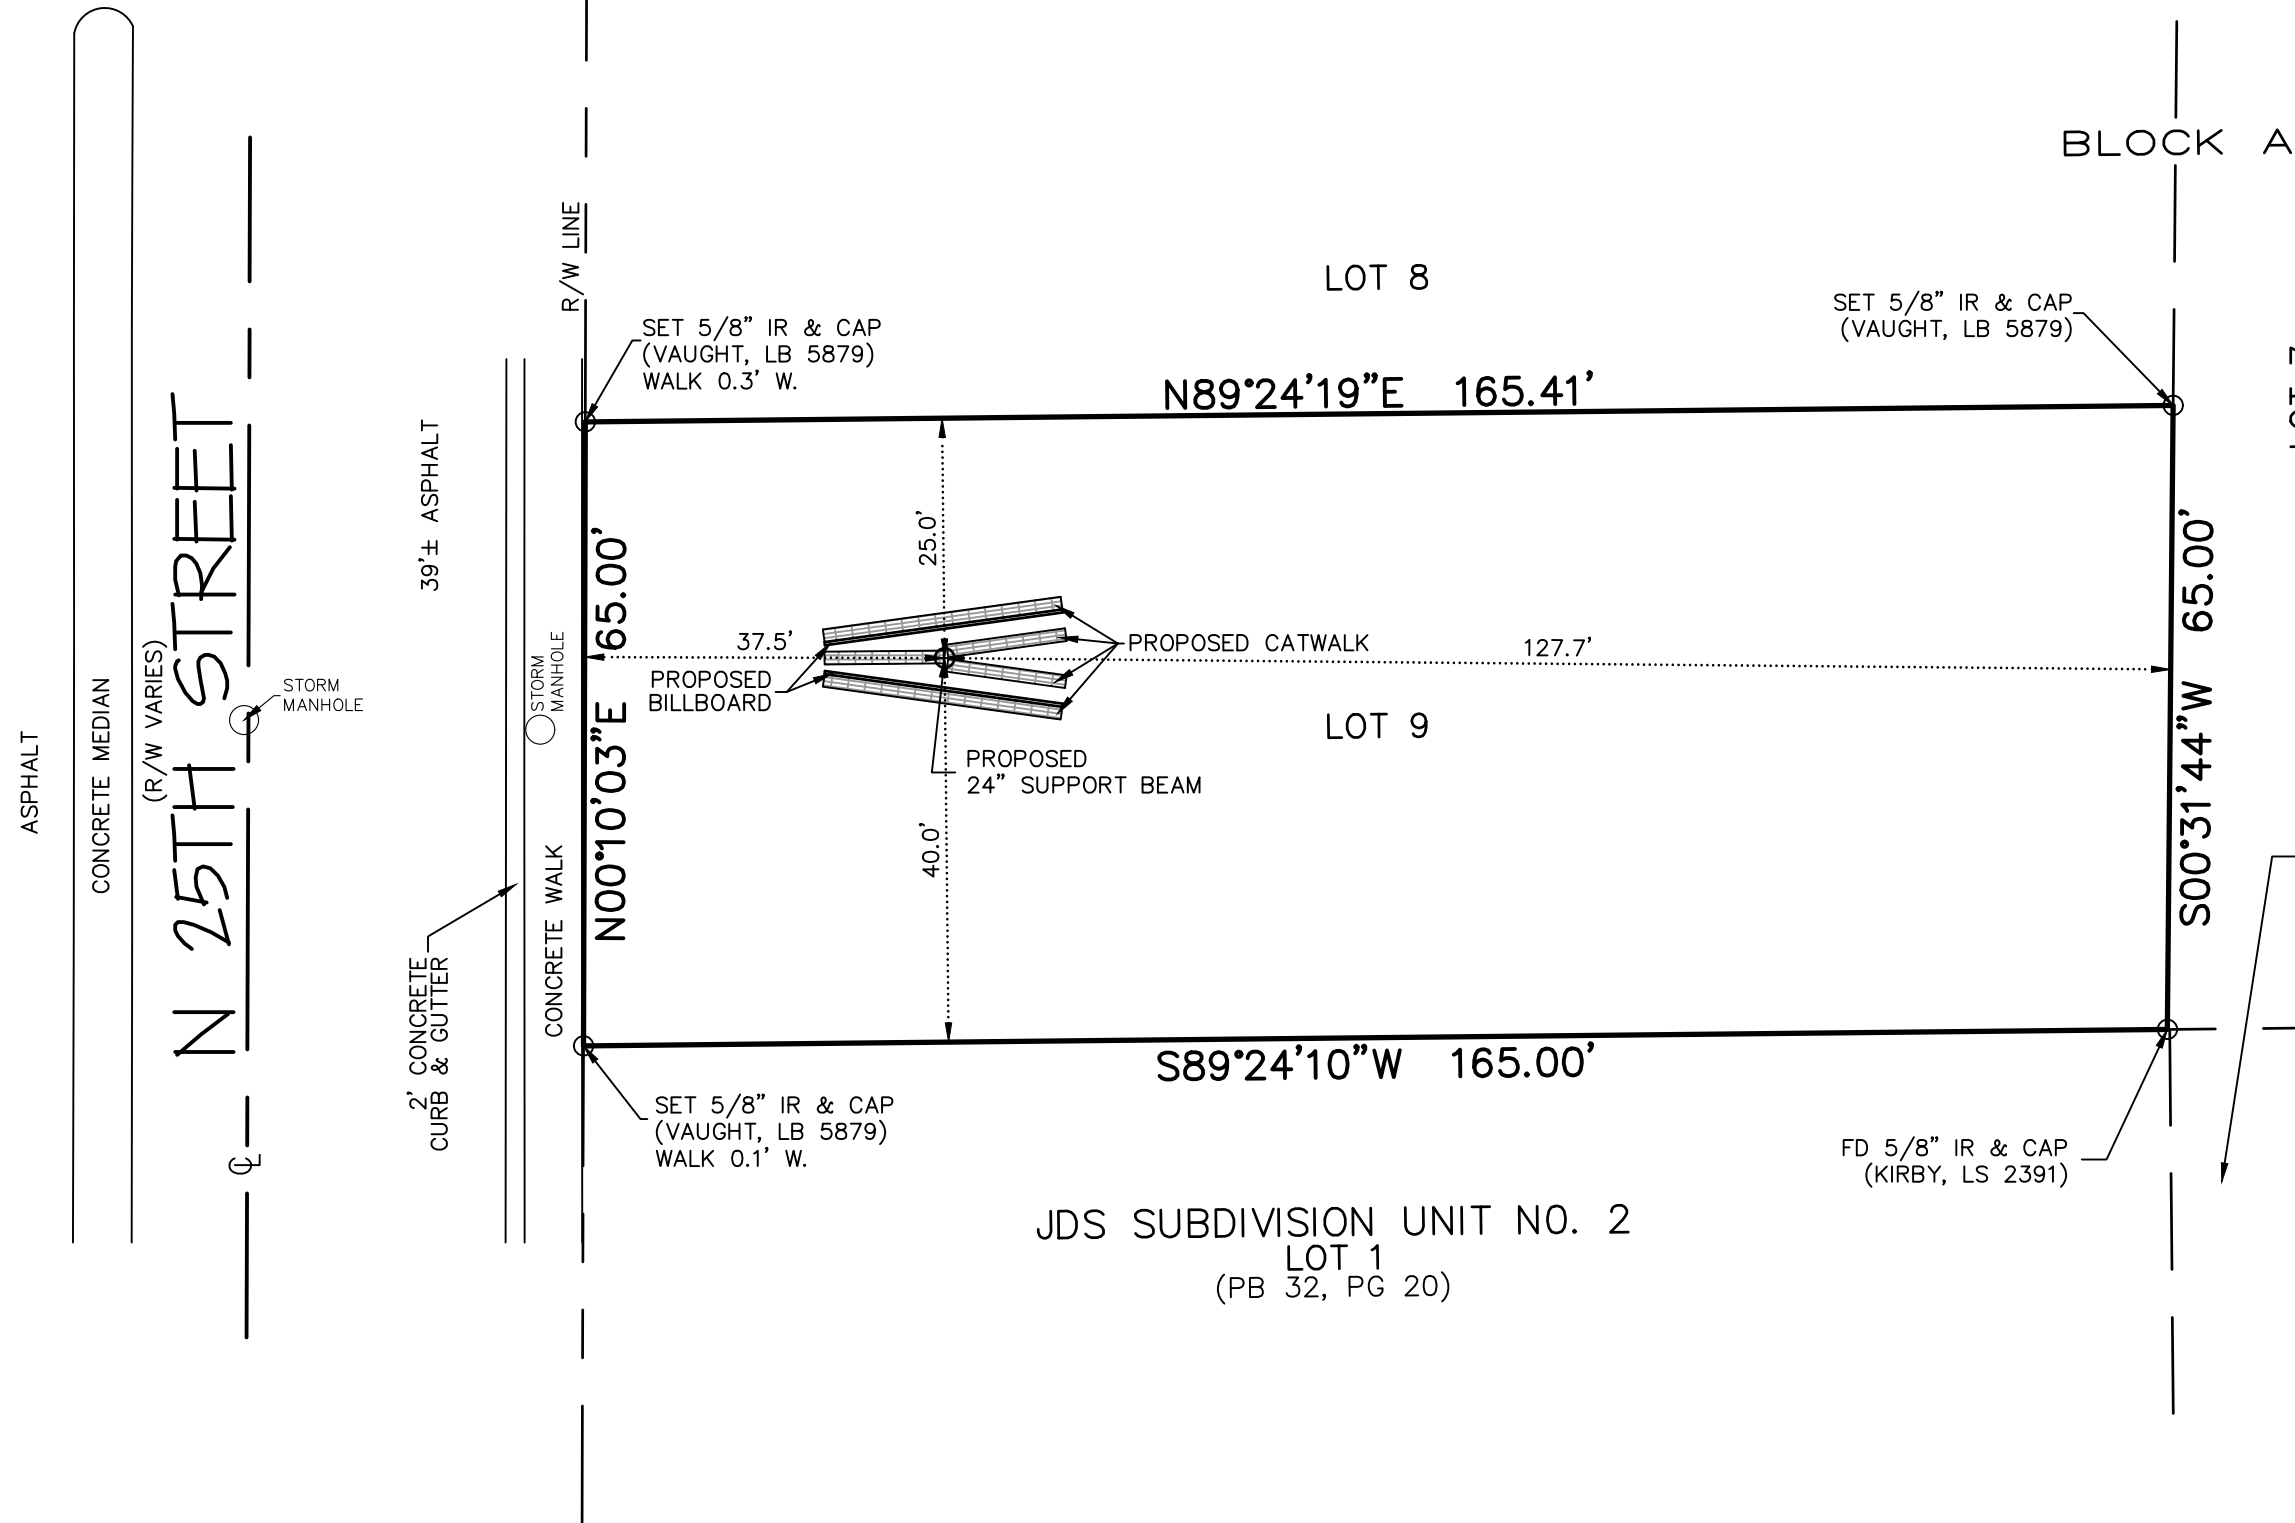 BLOCK A
R/W LINE
LOT 8
SET 5/8" IR & CAP
(VAUGHT, LB 5879)
WALK 0.3' W.
SET 5/8" IR & CAP
(VAUGHT, LB 5879)
N89°24'19"E 165.41'
39'± ASPHALT
N 25TH STREET
(R/W VARIES)
CONCRETE MEDIAN
ASPHALT
STORM
MANHOLE
STORM
MANHOLE
N00°10'03"E 65.00'
25.0'
37.5'
PROPOSED
BILLBOARD
PROPOSED CATWALK
127.7'
LOT 9
PROPOSED
24" SUPPORT BEAM
40.0'
S00°31'44"W 65.00'
CONCRETE WALK
2' CONCRETE
CURB & GUTTER
S89°24'10"W 165.00'
SET 5/8" IR & CAP
(VAUGHT, LB 5879)
WALK 0.1' W.
FD 5/8" IR & CAP
(KIRBY, LS 2391)
JDS SUBDIVISION UNIT NO. 2
LOT 1
(PB 32, PG 20)